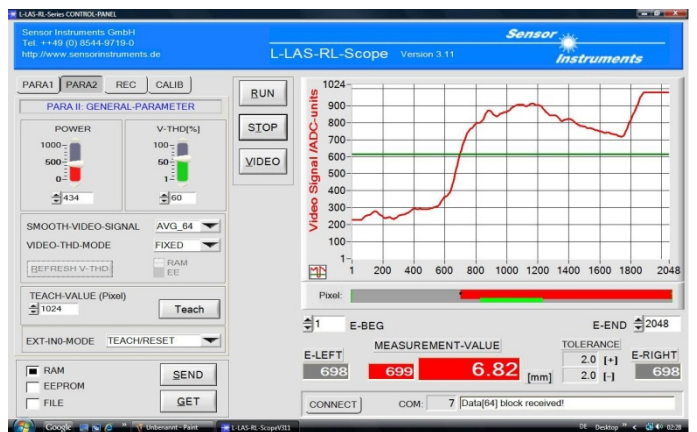 L-LAS-RL-Series CONTROL-PANEL
Sensor Instruments GmbH
Tel. ++49 (0) 8544-9719-0
http://www.sensorinstruments.de
L-LAS-RL-Scope Version 3.11
Sensor
Instruments
PARA1 PARA2 REC CALIB
PARA II: GENERAL-PARAMETER
POWER V-THD[%]
1000 100
500 50
0 1
434 60
SMOOTH-VIDEO-SIGNAL AVG_64
VIDEO-THD-MODE FIXED
REFRESH V-THD RAM
EE
TEACH-VALUE (Pixel)
1024 Teach
EXT-IN0-MODE TEACH/RESET
RAM
EEPROM
FILE
SEND
GET
RUN
STOP
VIDEO
Video Signal /ADC-units
1024
900
800
700
600
500
400
300
200
100
1
1 200 400 600 800 1000 1200 1400 1600 1800 2048
Pixel:
1 E-BEG E-END 2048
MEASUREMENT-VALUE TOLERANCE
E-LEFT E-RIGHT
698 699 6.82 [mm] 2.0 [+] 698
2.0 [-]
CONNECT COM: 7 Data[64] block received!
Google Unbenannt - Paint L-LAS-RL-ScopeV311 DE Desktop 02:28